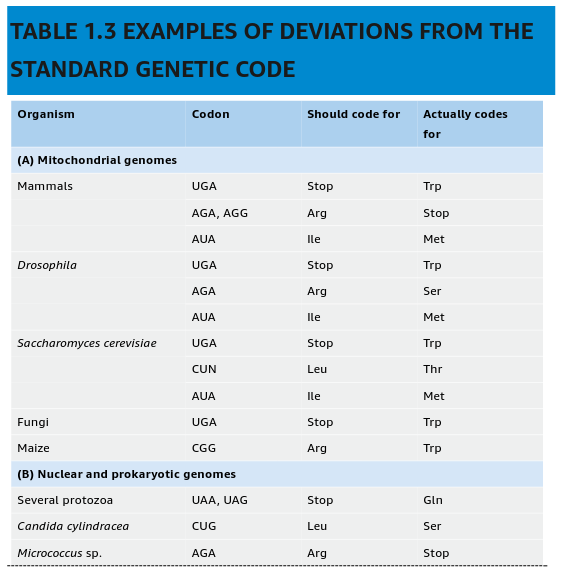 TABLE 1.3 EXAMPLES OF DEVIATIONS FROM THE
STANDARD GENETIC CODE
Organism Codon Should code for Actually codes
for
(A) Mitochondrial genomes
Mammals UGA Stop Trp
AGA, AGG Arg Stop
AUA Ile Met
Drosophila UGA Stop Trp
AGA Arg Ser
AUA Ile Met
Saccharomyces cerevisiae UGA Stop Trp
CUN Leu Thr
AUA Ile Met
Fungi UGA Stop Trp
Maize CGG Arg Trp
(B) Nuclear and prokaryotic genomes
Several protozoa UAA, UAG Stop Gln
Candida cylindracea CUG Leu Ser
Micrococcus sp. AGA Arg Stop